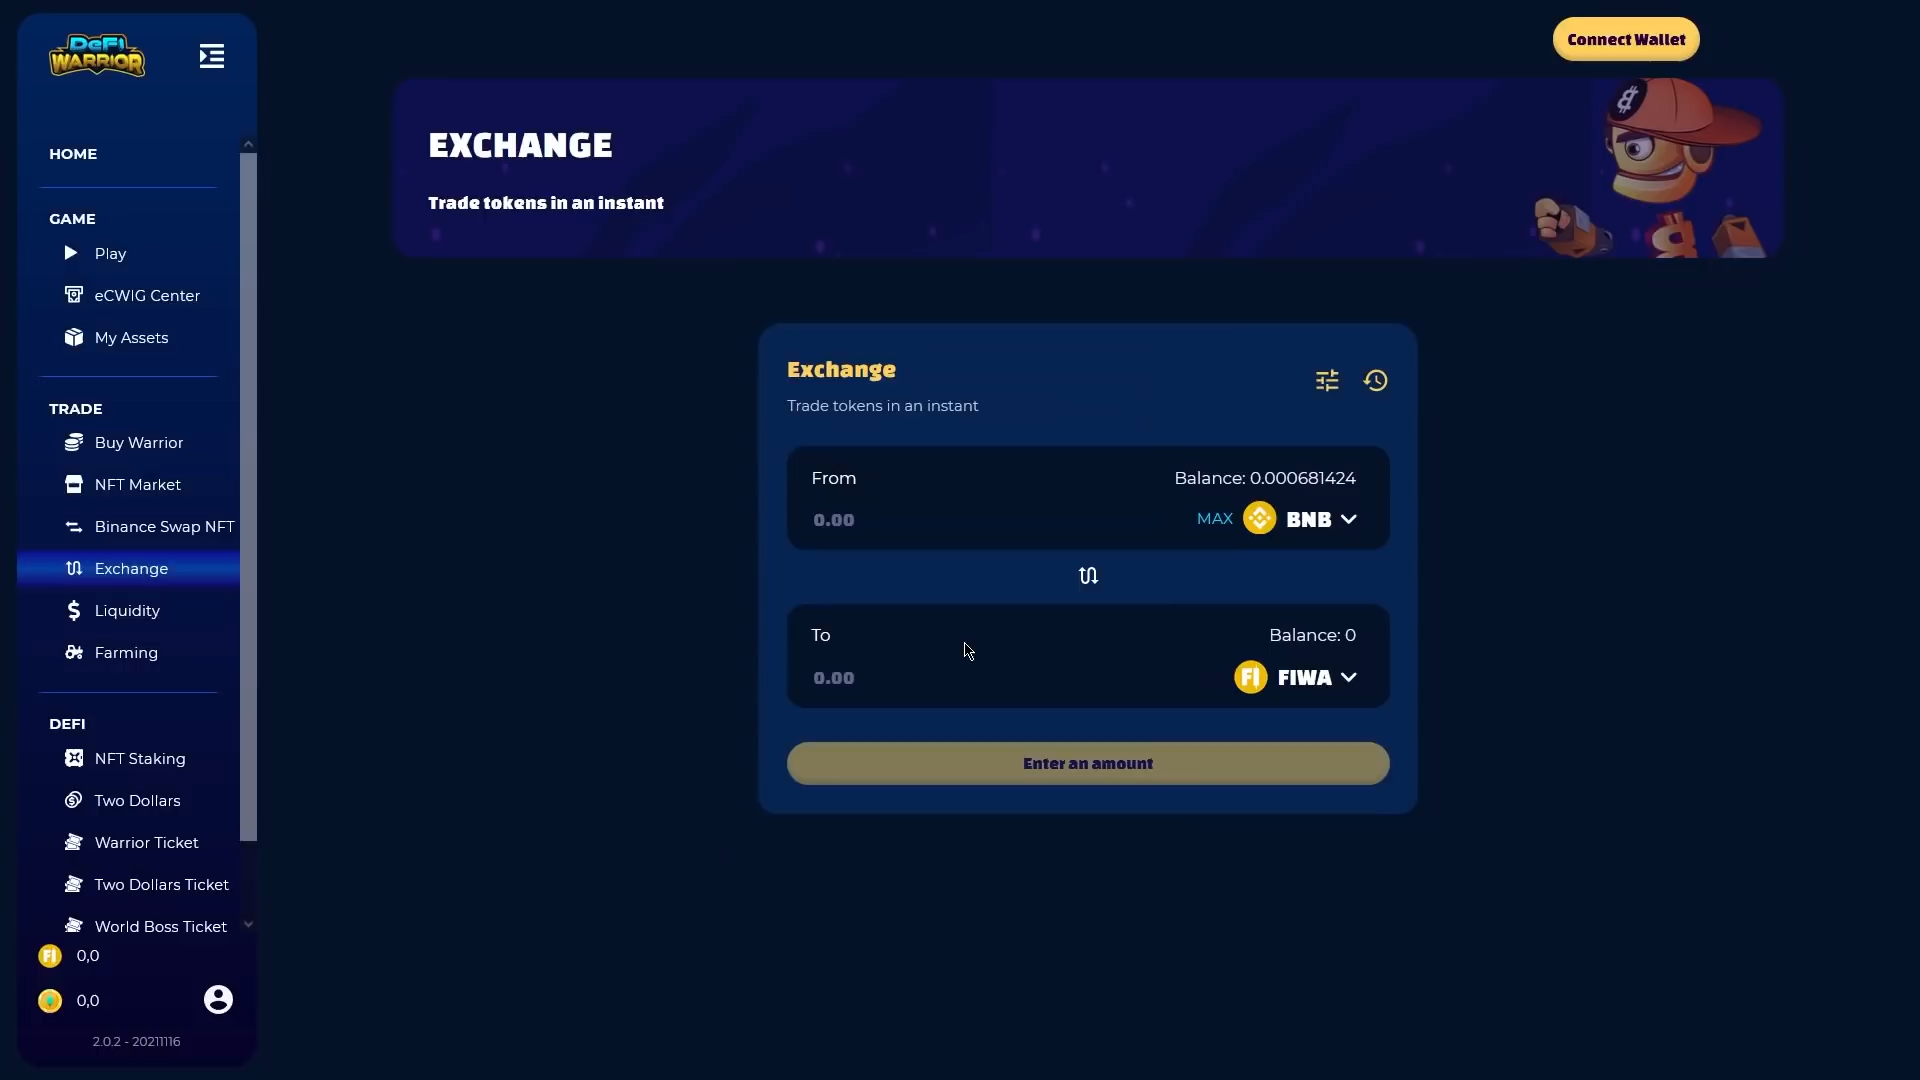 DeFi
WARRIOR
HOME
GAME
Play
eCWIG Center
My Assets
TRADE
Buy Warrior
NFT Market
Binance Swap NFT
Exchange
Liquidity
Farming
DEFI
NFT Staking
Two Dollars
Warrior Ticket
Two Dollars Ticket
World Boss Ticket
FI 0,0
0,0
2.0.2 - 20211116
Connect Wallet
EXCHANGE
Trade tokens in an instant
Exchange
Trade tokens in an instant
From Balance: 0.000681424
0.00 MAX BNB
To Balance: 0
0.00 FI FIWA
Enter an amount